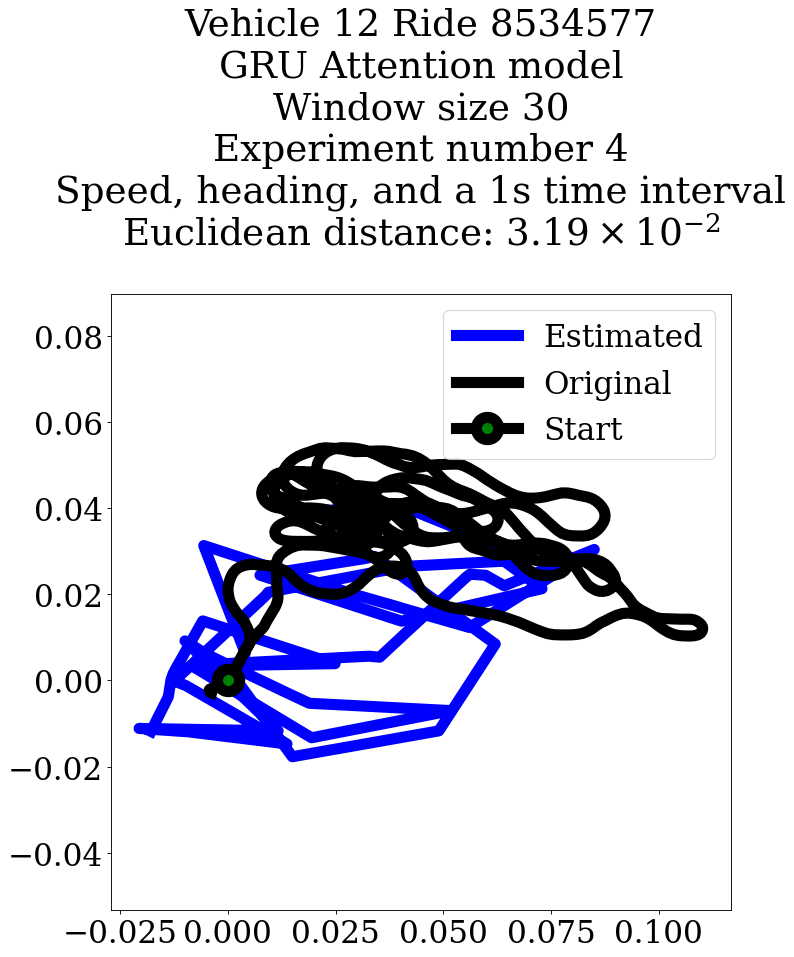 Vehicle 12 Ride 8534577
GRU Attention model
Window size 30
Experiment number 4
Speed, heading, and a 1s time interval
Euclidean distance: 3.19 × 10⁻²
Estimated
Original
Start
0.08
0.06
0.04
0.02
0.00
−0.02
−0.04
−0.025 0.000 0.025 0.050 0.075 0.100